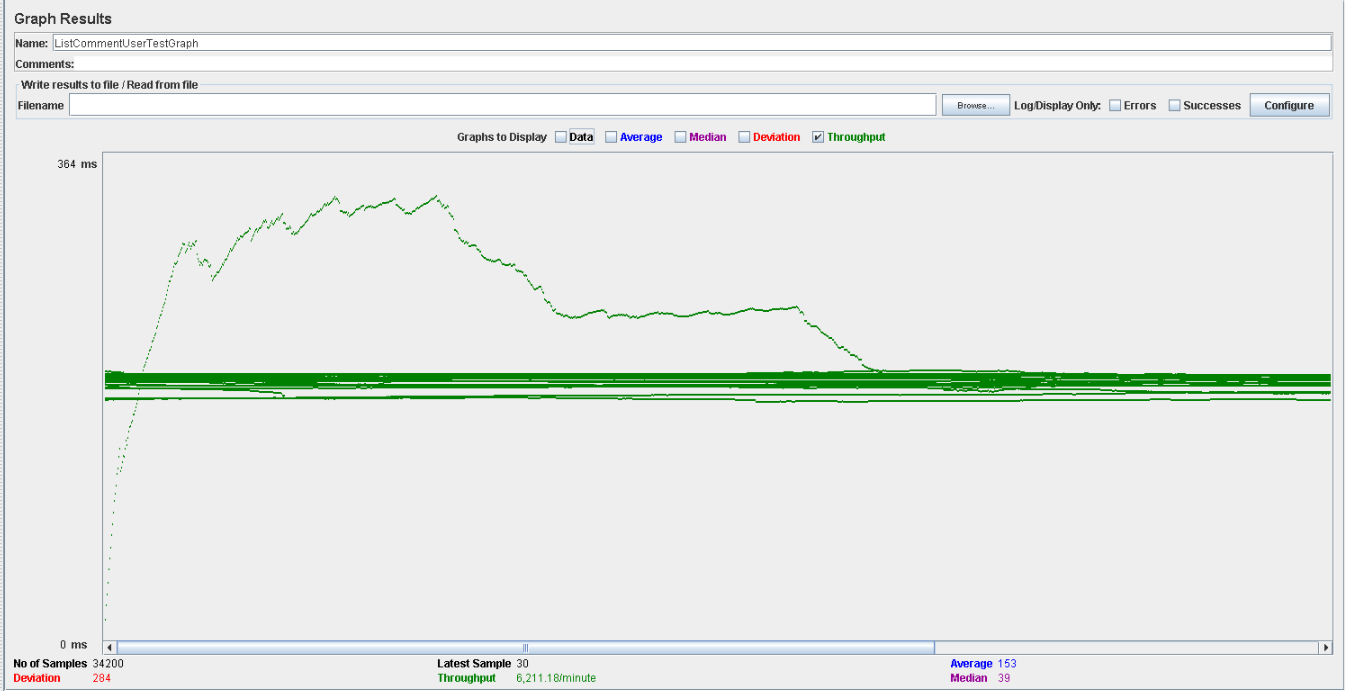 Graph Results
Name: ListCommentUserTestGraph
Comments:
Write results to file / Read from file
Filename Browse... Log/Display Only: Errors Successes Configure
Graphs to Display Data Average Median Deviation Throughput
364 ms
0 ms
No of Samples 34200 Latest Sample 30 Average 153
Deviation 284 Throughput 6,211.18/minute Median 39